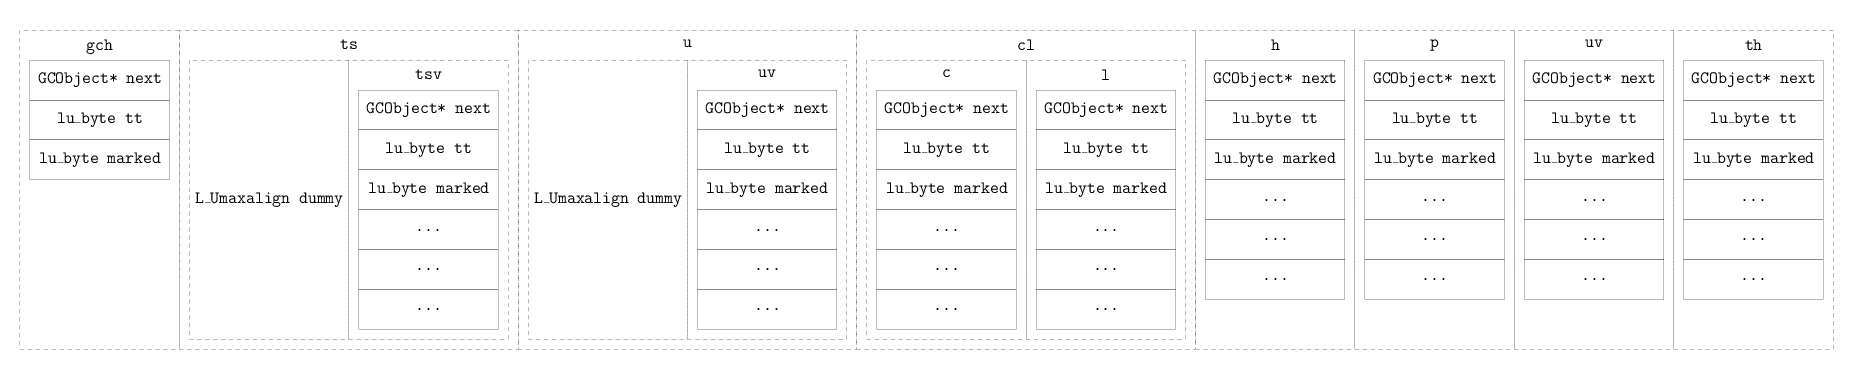 gch ts u cl h p uv th
tsv uv c l
GCObject* next GCObject* next GCObject* next GCObject* next GCObject* next
GCObject* next GCObject* next GCObject* next GCObject* next
lu_byte tt lu_byte tt lu_byte tt lu_byte tt lu_byte tt
lu_byte tt lu_byte tt lu_byte tt lu_byte tt
lu_byte marked lu_byte marked lu_byte marked lu_byte marked lu_byte marked
lu_byte marked lu_byte marked lu_byte marked lu_byte marked
L_Umaxalign dummy L_Umaxalign dummy ... ... ... ...
... ... ... ...
... ... ... ...
... ... ... ...
... ... ... ...
... ... ... ...